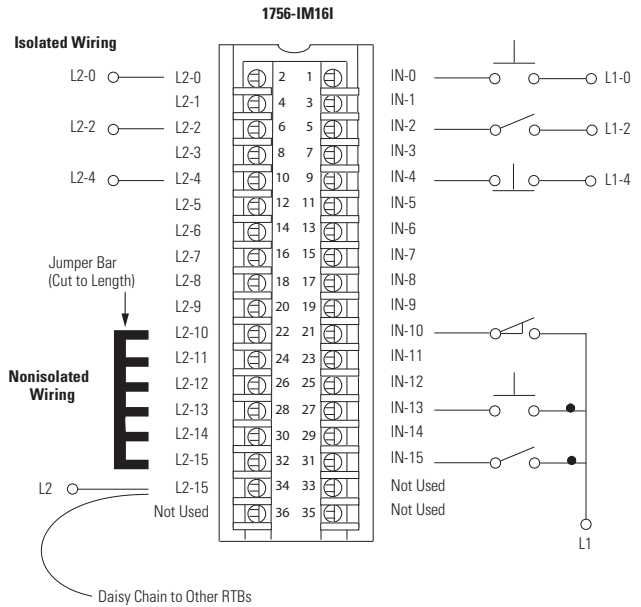 1756-IM16I
Isolated Wiring
L2-0 L2-0 2 1 IN-0 L1-0
L2-1 4 3 IN-1
L2-2 L2-2 6 5 IN-2 L1-2
L2-3 8 7 IN-3
L2-4 L2-4 10 9 IN-4 L1-4
L2-5 12 11 IN-5
L2-6 14 13 IN-6
L2-7 16 15 IN-7
Jumper Bar
(Cut to Length)
L2-8 18 17 IN-8
L2-9 20 19 IN-9
L2-10 22 21 IN-10
L2-11 24 23 IN-11
Nonisolated
Wiring
L2-12 26 25 IN-12
L2-13 28 27 IN-13
L2-14 30 29 IN-14
L2-15 32 31 IN-15
L2 L2-15 34 33 Not Used
Not Used 36 35 Not Used
L1
Daisy Chain to Other RTBs